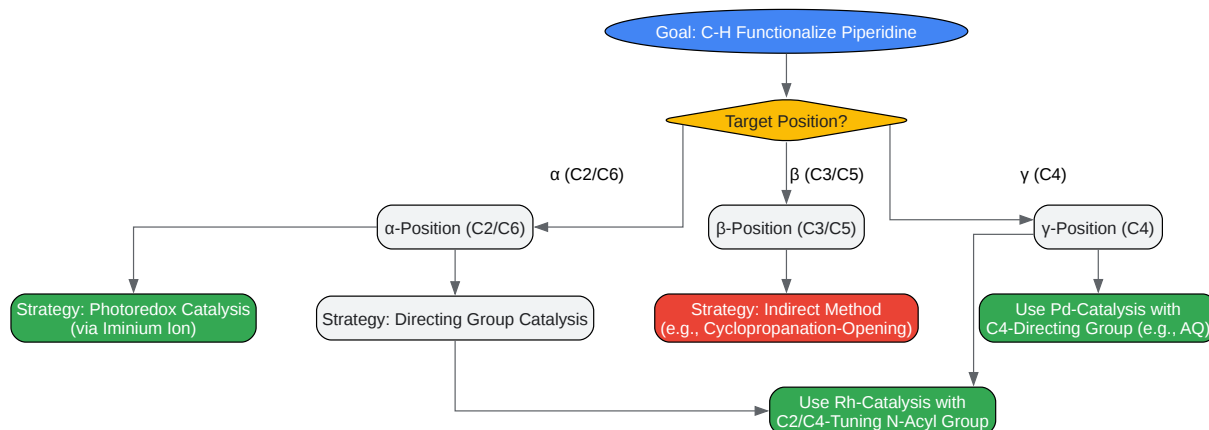 Goal: C-H Functionalize Piperidine
Target Position?
α (C2/C6)
β (C3/C5)
γ (C4)
α-Position (C2/C6)
β-Position (C3/C5)
γ-Position (C4)
Strategy: Photoredox Catalysis
(via Iminium Ion)
Strategy: Directing Group Catalysis
Strategy: Indirect Method
(e.g., Cyclopropanation-Opening)
Use Pd-Catalysis with
C4-Directing Group (e.g., AQ)
Use Rh-Catalysis with
C2/C4-Tuning N-Acyl Group